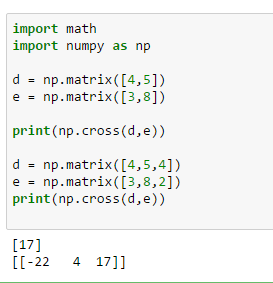 import math
import numpy as np
d = np.matrix([4,5])
e = np.matrix([3,8])
print(np.cross(d,e))
d = np.matrix([4,5,4])
e = np.matrix([3,8,2])
print(np.cross(d,e))
[17]
[[-22   4  17]]